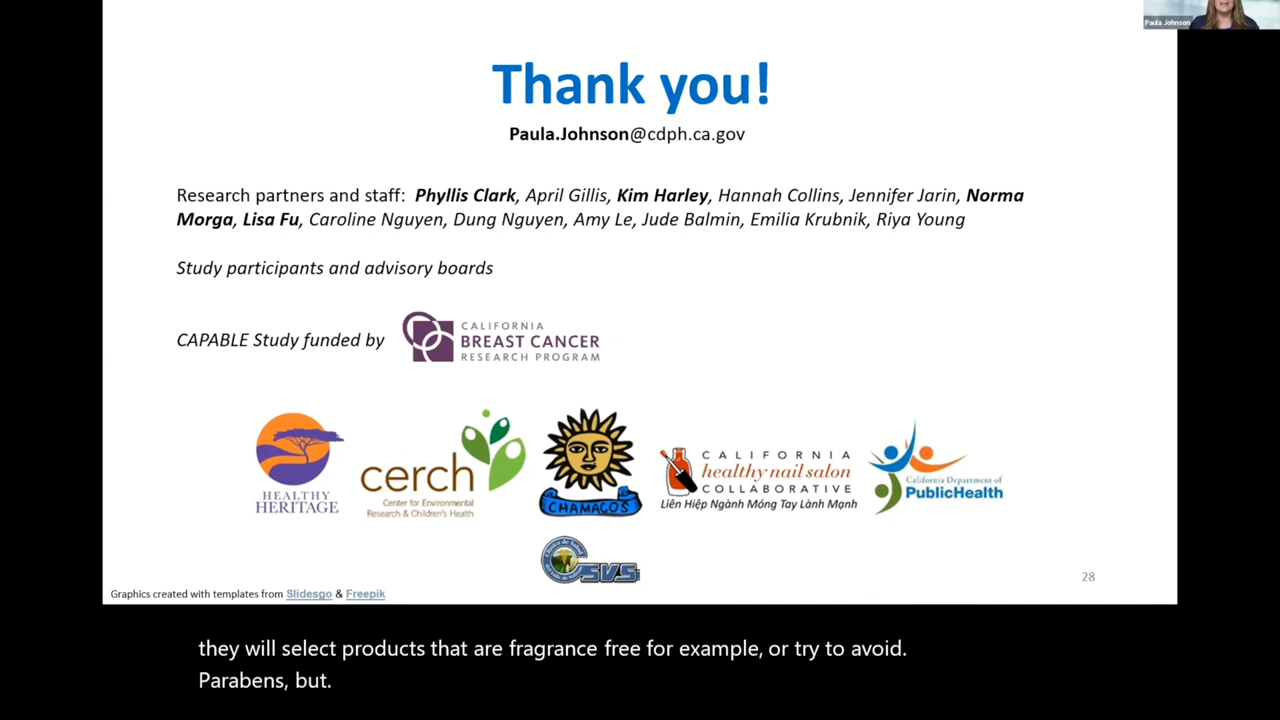 Paula Johnson
Thank you!
Paula.Johnson@cdph.ca.gov
Research partners and staff: Phyllis Clark, April Gillis, Kim Harley, Hannah Collins, Jennifer Jarin, Norma
Morga, Lisa Fu, Caroline Nguyen, Dung Nguyen, Amy Le, Jude Balmin, Emilia Krubnik, Riya Young
Study participants and advisory boards
CAPABLE Study funded by
CALIFORNIA
BREAST CANCER
RESEARCH PROGRAM
HEALTHY
HERITAGE
cerch
Center for Environmental
Research & Children's Health
CHAMACOS
CALIFORNIA
healthy nail salon
COLLABORATIVE
Liên Hiệp Ngành Móng Tay Lành Mạnh
California Department of
PublicHealth
Clinica de Salud
CSVS
28
Graphics created with templates from Slidesgo & Freepik
they will select products that are fragrance free for example, or try to avoid.
Parabens, but.